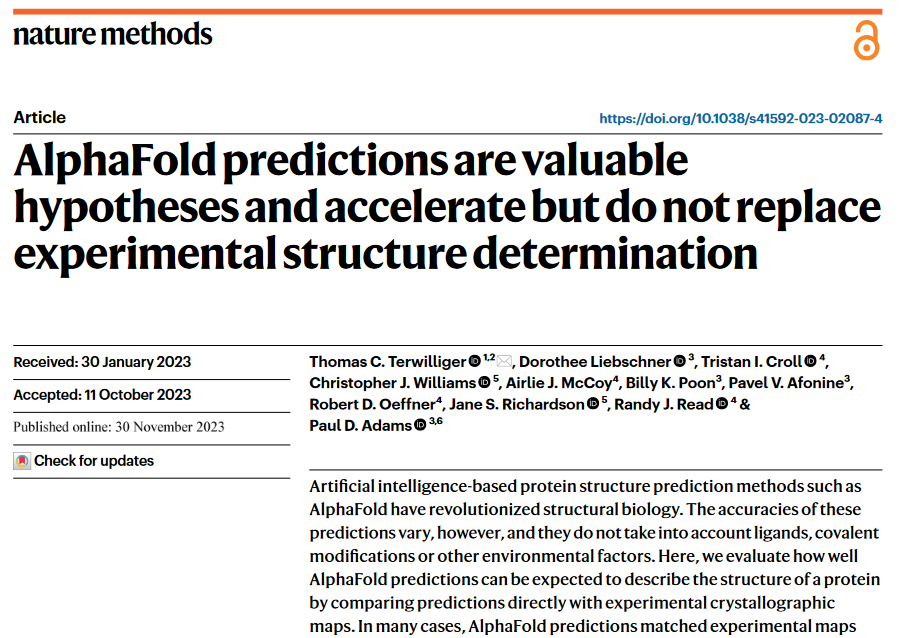 nature methods
Article
https://doi.org/10.1038/s41592-023-02087-4
AlphaFold predictions are valuable
hypotheses and accelerate but do not replace
experimental structure determination
Received: 30 January 2023
Accepted: 11 October 2023
Published online: 30 November 2023
Check for updates
Thomas C. Terwilliger 1,2, Dorothee Liebschner 3, Tristan I. Croll 4,
Christopher J. Williams 5, Airlie J. McCoy4, Billy K. Poon3, Pavel V. Afonine3,
Robert D. Oeffner4, Jane S. Richardson 5, Randy J. Read 4 &
Paul D. Adams 3,6
Artificial intelligence-based protein structure prediction methods such as
AlphaFold have revolutionized structural biology. The accuracies of these
predictions vary, however, and they do not take into account ligands, covalent
modifications or other environmental factors. Here, we evaluate how well
AlphaFold predictions can be expected to describe the structure of a protein
by comparing predictions directly with experimental crystallographic
maps. In many cases, AlphaFold predictions matched experimental maps